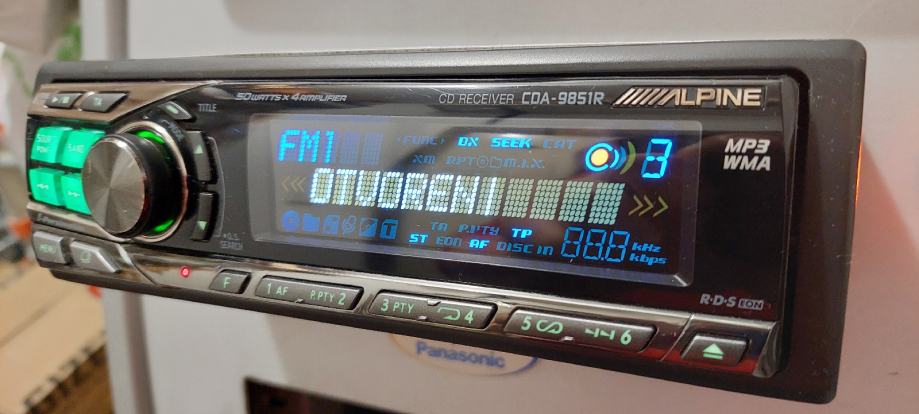 50WATTS × 4 AMPLIFIER
CD RECEIVER CDA-9851R ALPINE
TITLE
MP3
WMA
FM1 FUNC DX SEEK CAT 3
XM RPT M.I.X.
OTVORENI
TA P.PTY TP
ST EON AF DISC IN kHz
kbps
BAND
SEARCH
MENU
F 1 AF P.PTY 2 3 PTY 4 5 6
R·D·S EON
Panasonic